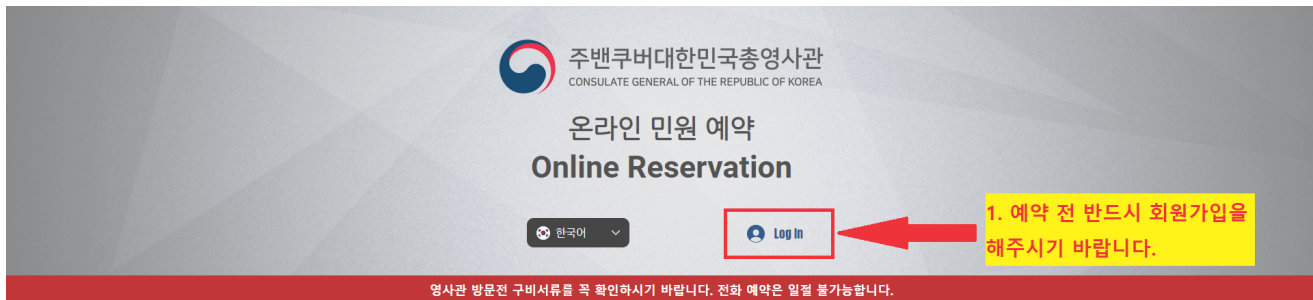 주밴쿠버대한민국총영사관
CONSULATE GENERAL OF THE REPUBLIC OF KOREA
온라인 민원 예약
Online Reservation
한국어
Log In
1. 예약 전 반드시 회원가입을
해주시기 바랍니다.
영사관 방문전 구비서류를 꼭 확인하시기 바랍니다. 전화 예약은 일절 불가능합니다.